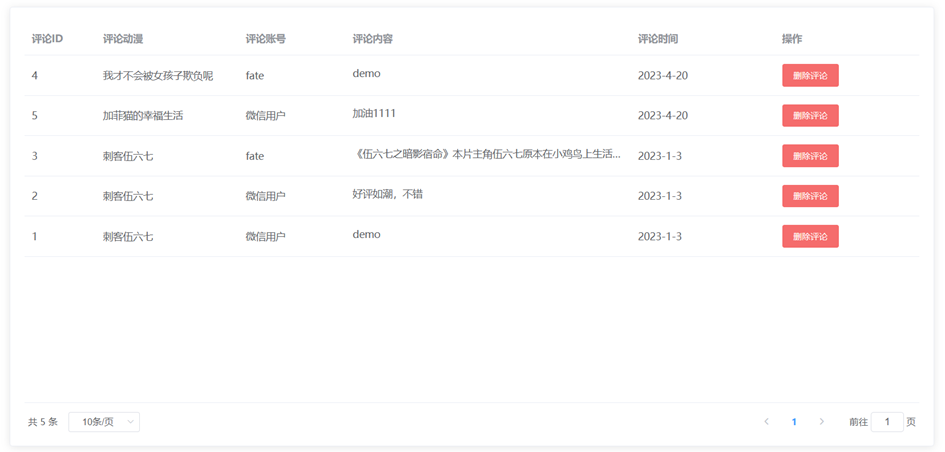 评论ID 评论动漫 评论账号 评论内容 评论时间 操作
4 我才不会被女孩子欺负呢 fate demo 2023-4-20 删除评论
5 加菲猫的幸福生活 微信用户 加油1111 2023-4-20 删除评论
3 刺客伍六七 fate 《伍六七之暗影宿命》本片主角伍六七原本在小鸡鸟上生活... 2023-1-3 删除评论
2 刺客伍六七 微信用户 好评如潮，不错 2023-1-3 删除评论
1 刺客伍六七 微信用户 demo 2023-1-3 删除评论
共 5 条 10条/页 1 前往 1 页